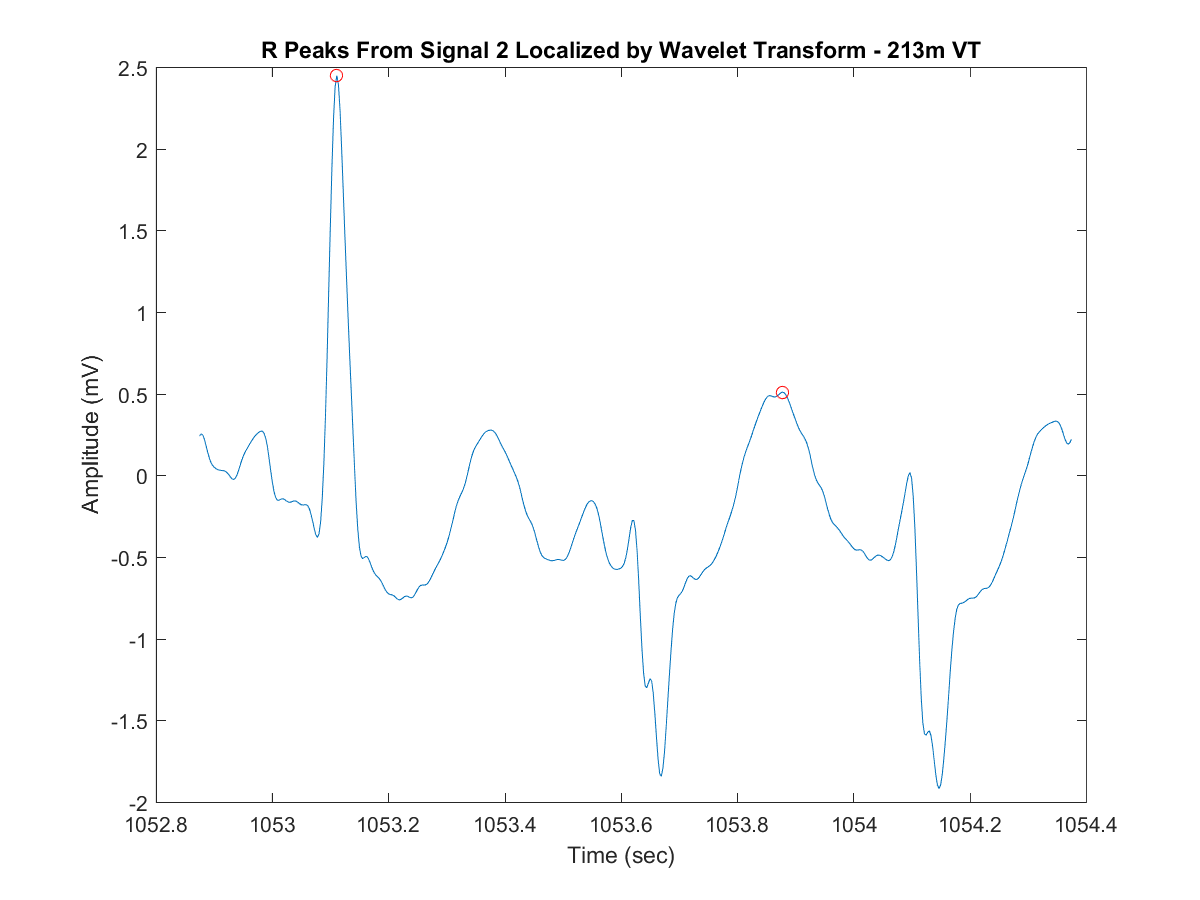 R Peaks From Signal 2 Localized by Wavelet Transform - 213m VT
2.5
2
1.5
1
0.5
0
-0.5
-1
-1.5
-2
Amplitude (mV)
1052.8 1053 1053.2 1053.4 1053.6 1053.8 1054 1054.2 1054.4
Time (sec)